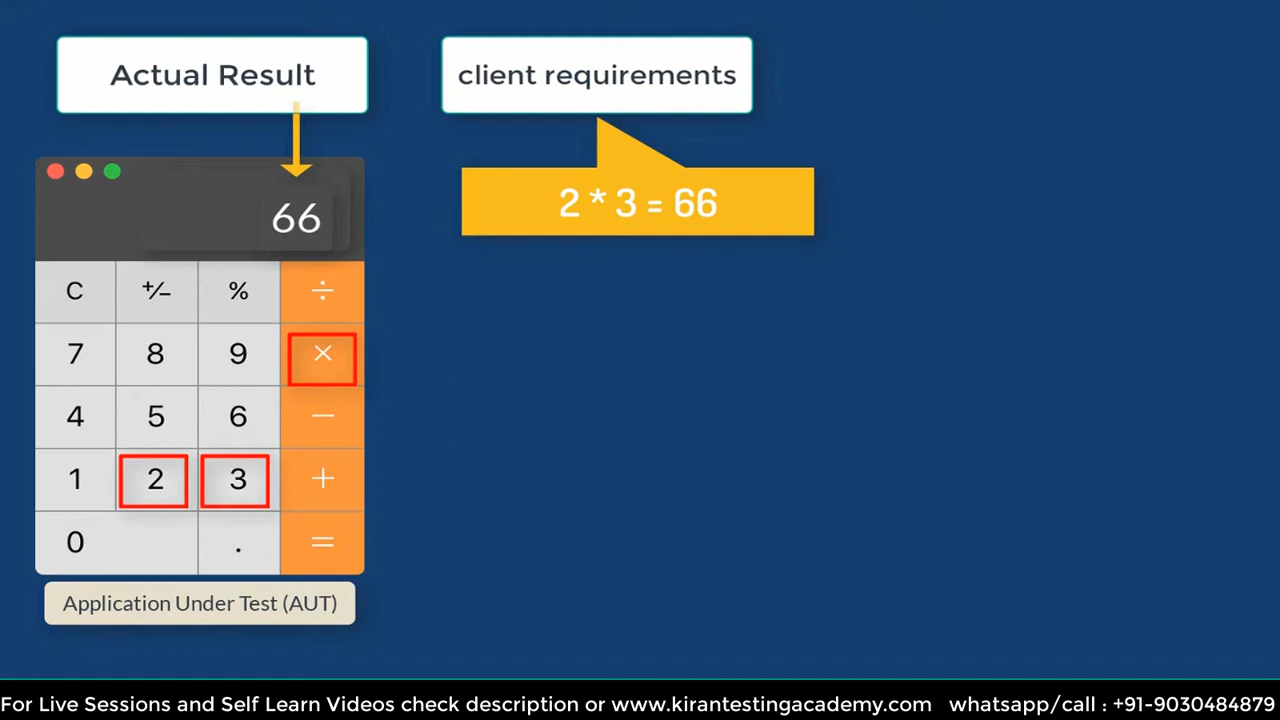 Actual Result
client requirements
2 * 3 = 66
66
C +/− % ÷
7 8 9 ×
4 5 6 −
1 2 3 +
0 . =
Application Under Test (AUT)
For Live Sessions and Self Learn Videos check description or www.kirantestingacademy.com whatsapp/call : +91-9030484879